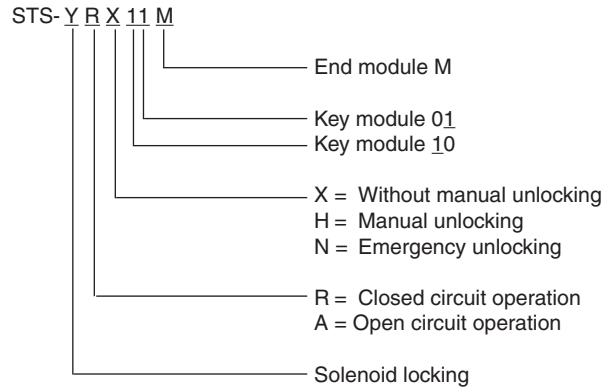 STS- Y R X 11 M
End module M
Key module 01
Key module 10
X = Without manual unlocking
H = Manual unlocking
N = Emergency unlocking
R = Closed circuit operation
A = Open circuit operation
Solenoid locking